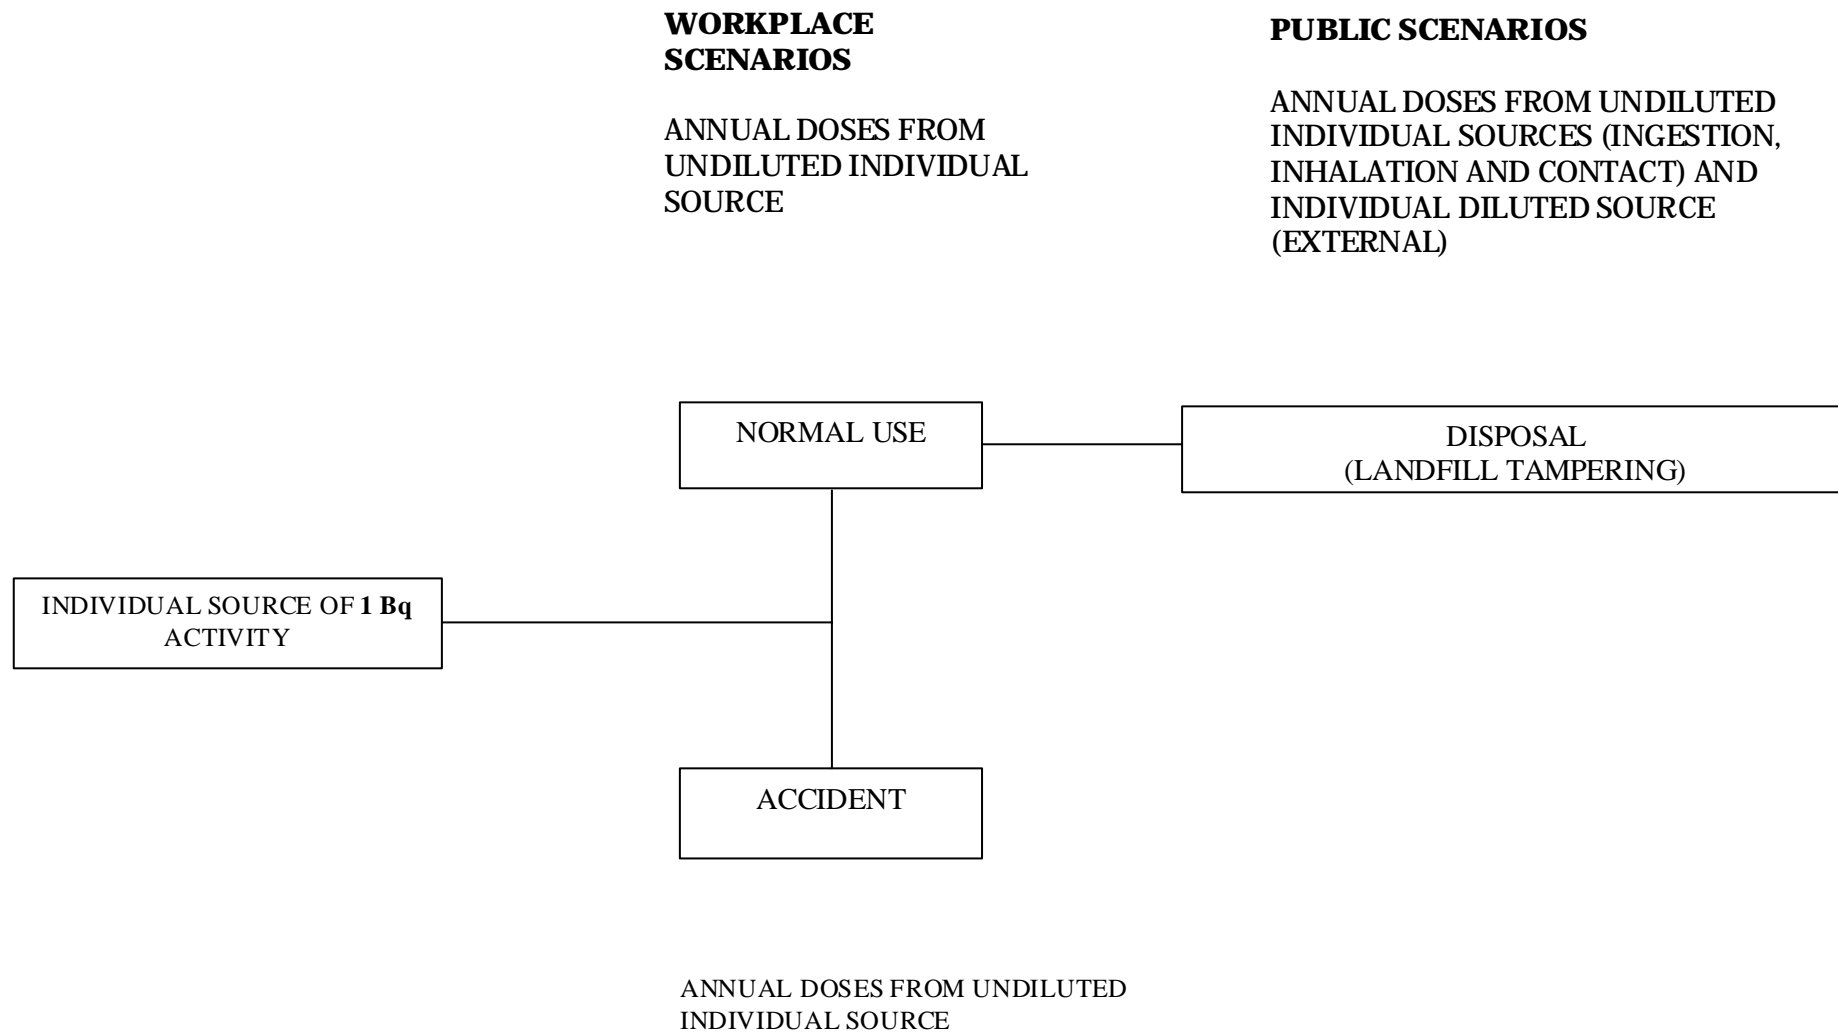 WORKPLACE
SCENARIOS
ANNUAL DOSES FROM
UNDILUTED INDIVIDUAL
SOURCE
PUBLIC SCENARIOS
ANNUAL DOSES FROM UNDILUTED
INDIVIDUAL SOURCES (INGESTION,
INHALATION AND CONTACT) AND
INDIVIDUAL DILUTED SOURCE
(EXTERNAL)
NORMAL USE
DISPOSAL
(LANDFILL TAMPERING)
INDIVIDUAL SOURCE OF 1 Bq
ACTIVITY
ACCIDENT
ANNUAL DOSES FROM UNDILUTED
INDIVIDUAL SOURCE